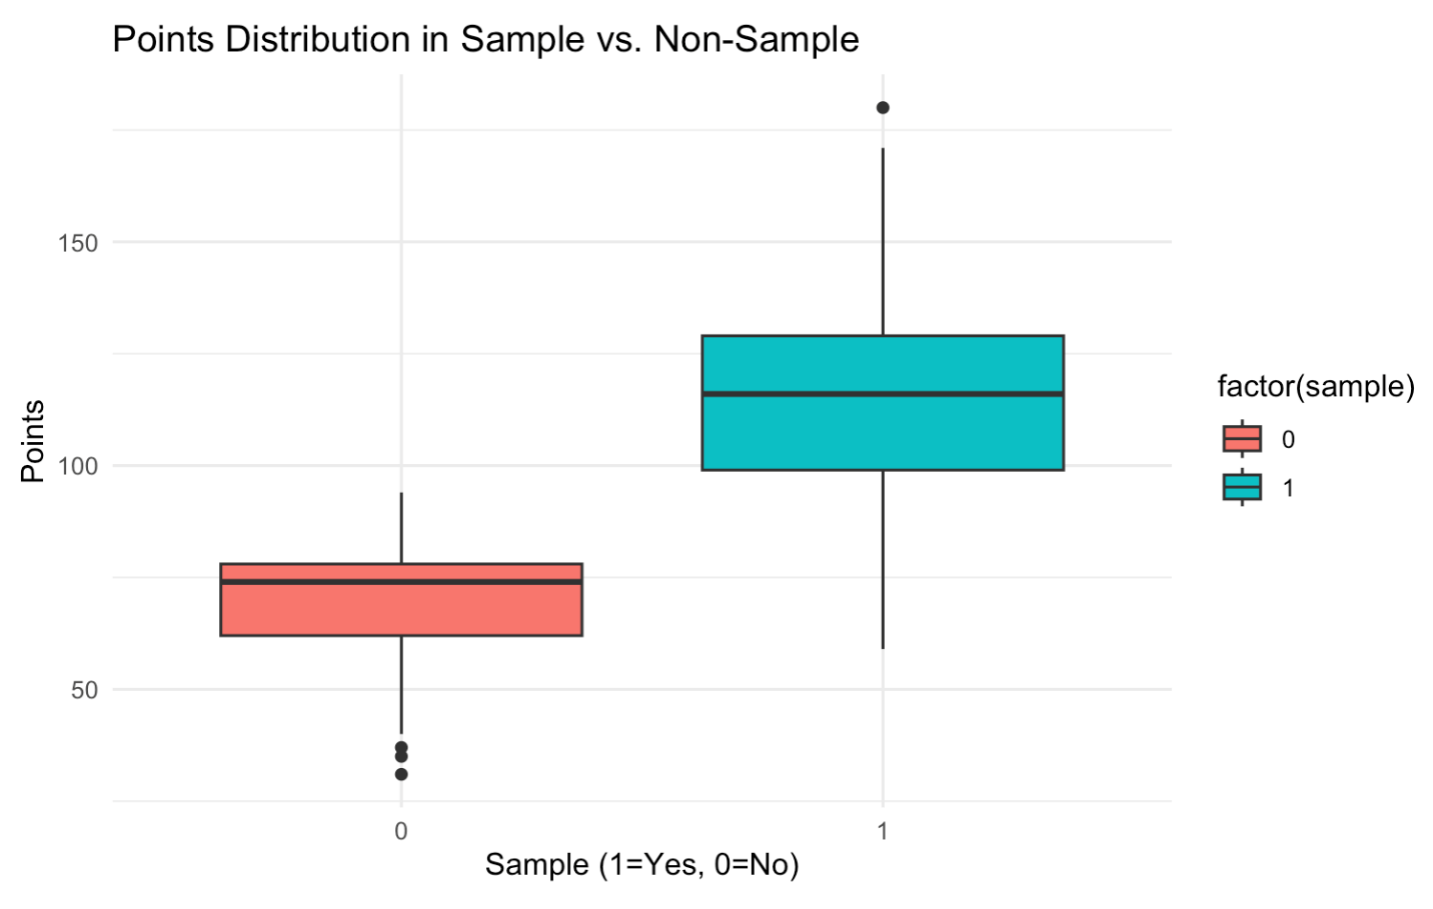 Points Distribution in Sample vs. Non-Sample
Points
150
100
50
0
1
Sample (1=Yes, 0=No)
factor(sample)
0
1